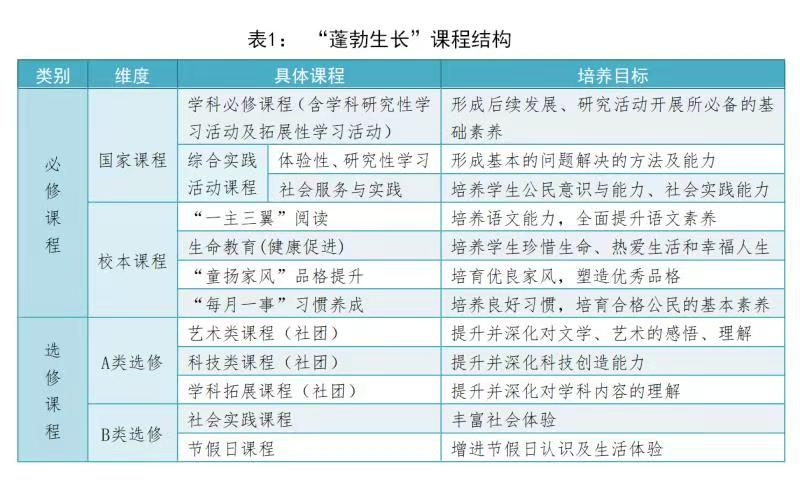 表1： “蓬勃生长”课程结构
类别 维度 具体课程 培养目标
必修课程
国家课程
学科必修课程（含学科研究性学
习活动及拓展性学习活动）
形成后续发展、研究活动开展所必备的基
础素养
综合实践
活动课程
体验性、研究性学习 形成基本的问题解决的方法及能力
社会服务与实践 培养学生公民意识与能力、社会实践能力
校本课程
“一主三翼”阅读 培养语文能力，全面提升语文素养
生命教育(健康促进) 培养学生珍惜生命、热爱生活和幸福人生
“童扬家风”品格提升 培育优良家风，塑造优秀品格
“每月一事”习惯养成 培养良好习惯，培育合格公民的基本素养
选修课程
A类选修
艺术类课程（社团） 提升并深化对文学、艺术的感悟、理解
科技类课程（社团） 提升并深化科技创造能力
学科拓展课程（社团） 提升并深化对学科内容的理解
B类选修
社会实践课程 丰富社会体验
节假日课程 增进节假日认识及生活体验